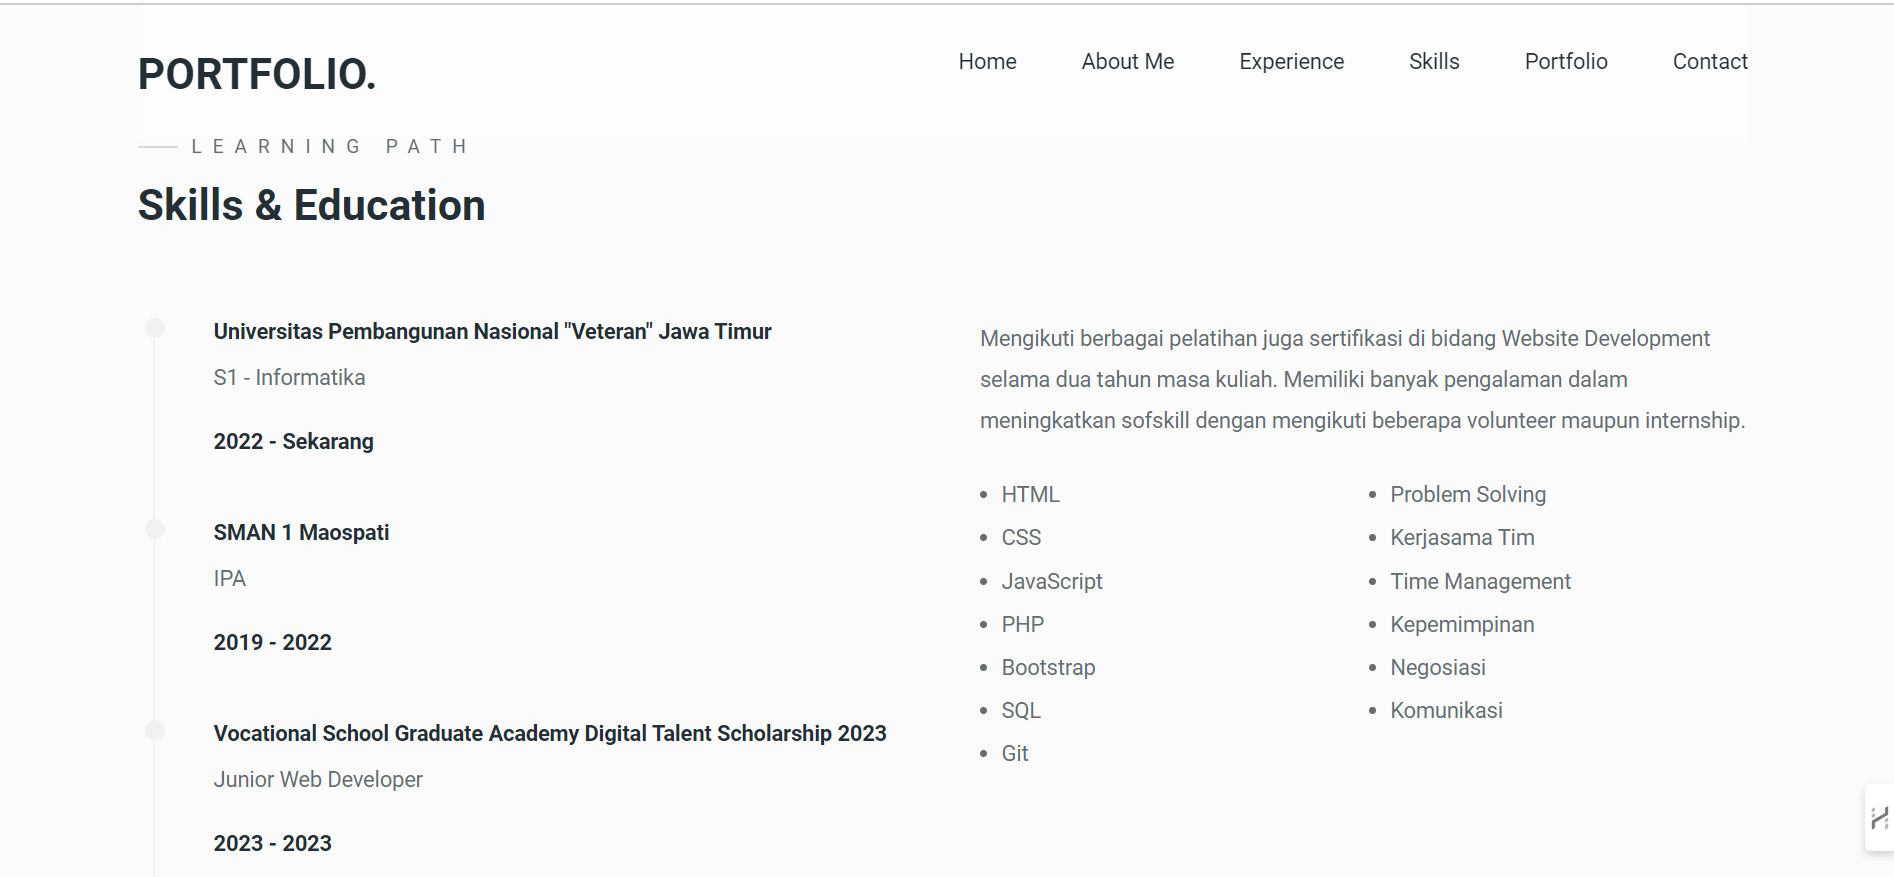 PORTFOLIO.
Home
About Me
Experience
Skills
Portfolio
Contact
LEARNING PATH
Skills & Education
Universitas Pembangunan Nasional "Veteran" Jawa Timur
S1 - Informatika
2022 - Sekarang
SMAN 1 Maospati
IPA
2019 - 2022
Vocational School Graduate Academy Digital Talent Scholarship 2023
Junior Web Developer
2023 - 2023
Mengikuti berbagai pelatihan juga sertifikasi di bidang Website Development
selama dua tahun masa kuliah. Memiliki banyak pengalaman dalam
meningkatkan sofskill dengan mengikuti beberapa volunteer maupun internship.
HTML
CSS
JavaScript
PHP
Bootstrap
SQL
Git
Problem Solving
Kerjasama Tim
Time Management
Kepemimpinan
Negosiasi
Komunikasi